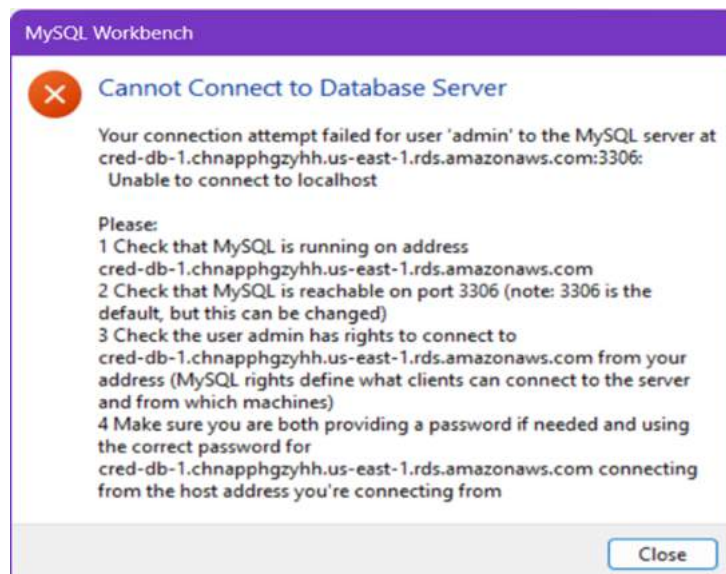 MySQL Workbench
Cannot Connect to Database Server
Your connection attempt failed for user 'admin' to the MySQL server at
cred-db-1.chnapphgzyhh.us-east-1.rds.amazonaws.com:3306:
Unable to connect to localhost
Please:
1 Check that MySQL is running on address
cred-db-1.chnapphgzyhh.us-east-1.rds.amazonaws.com
2 Check that MySQL is reachable on port 3306 (note: 3306 is the
default, but this can be changed)
3 Check the user admin has rights to connect to
cred-db-1.chnapphgzyhh.us-east-1.rds.amazonaws.com from your
address (MySQL rights define what clients can connect to the server
and from which machines)
4 Make sure you are both providing a password if needed and using
the correct password for
cred-db-1.chnapphgzyhh.us-east-1.rds.amazonaws.com connecting
from the host address you're connecting from
Close